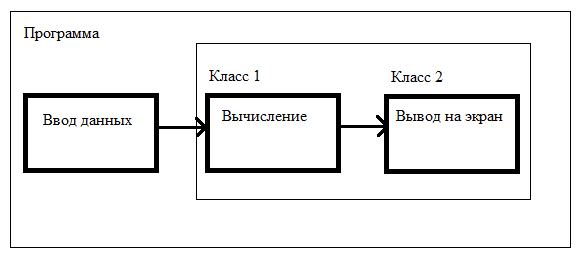 Программа
Класс 1
Класс 2
Ввод данных
Вычисление
Вывод на экран